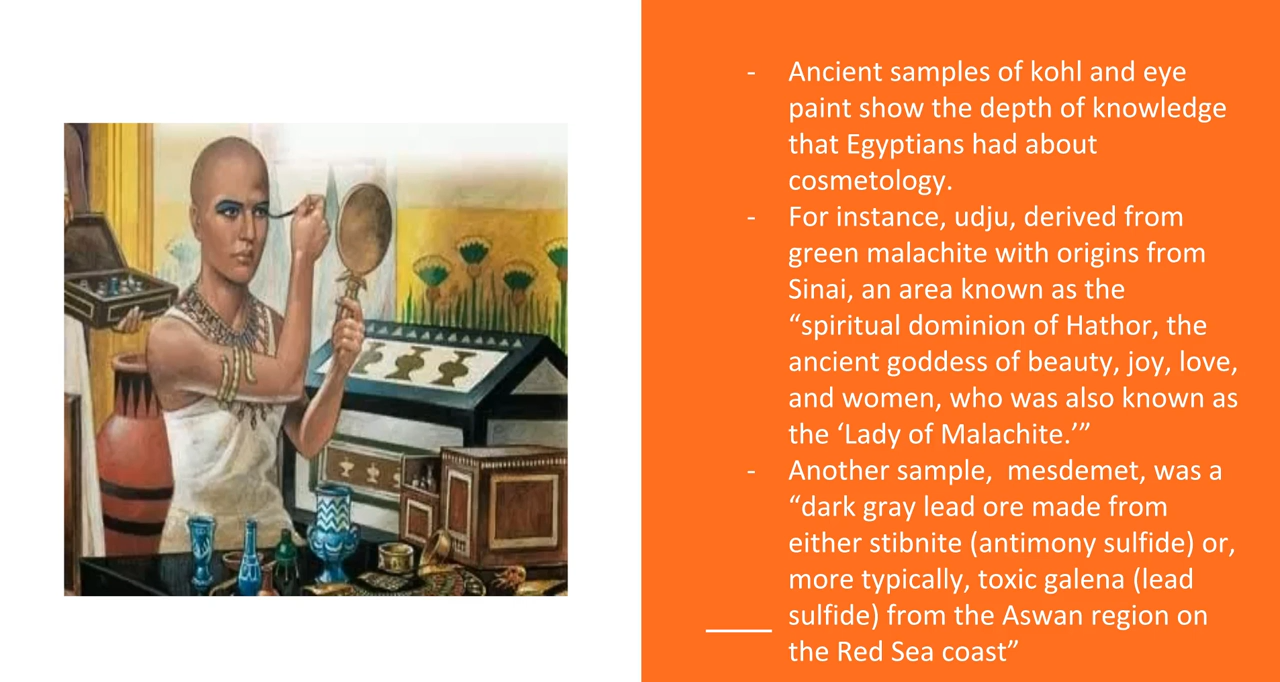 - Ancient samples of kohl and eye
paint show the depth of knowledge
that Egyptians had about
cosmetology.
- For instance, udju, derived from
green malachite with origins from
Sinai, an area known as the
“spiritual dominion of Hathor, the
ancient goddess of beauty, joy, love,
and women, who was also known as
the ‘Lady of Malachite.’”
- Another sample,  mesdemet, was a
“dark gray lead ore made from
either stibnite (antimony sulfide) or,
more typically, toxic galena (lead
sulfide) from the Aswan region on
the Red Sea coast”